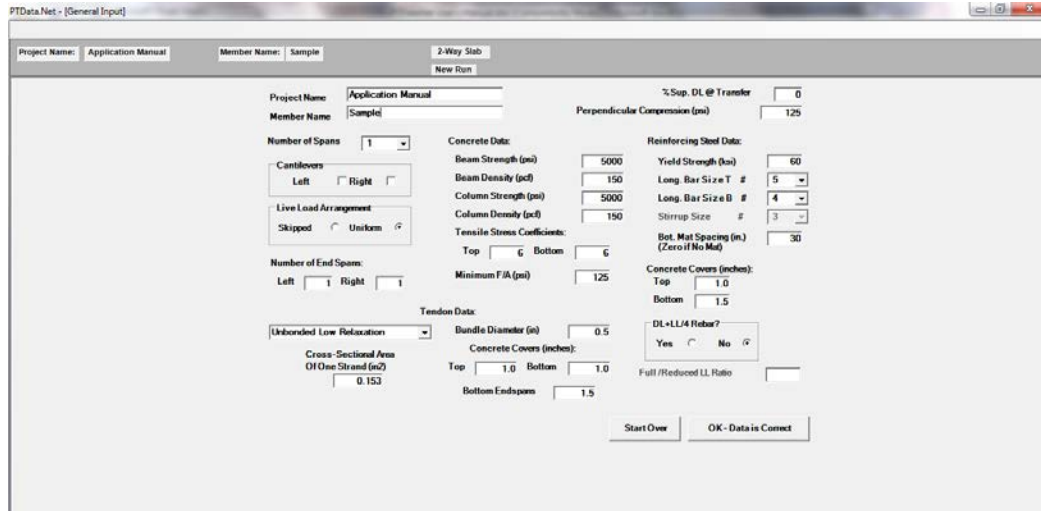 PTData.Net - [General Input]
Project Name: Application Manual Member Name: Sample 2-Way Slab
New Run
Project Name Application Manual
Member Name Sample
%Sup. DL @ Transfer 0
Perpendicular Compression (psi) 125
Number of Spans 1
Cantilevers
Left Right
Live Load Arrangement
Skipped Uniform
Number of End Spans:
Left 1 Right 1
Concrete Data:
Beam Strength (psi) 5000
Beam Density (pcf) 150
Column Strength (psi) 5000
Column Density (pcf) 150
Tensile Stress Coefficients:
Top 6 Bottom 6
Minimum F/A (psi) 125
Reinforcing Steel Data:
Yield Strength (ksi) 60
Long. Bar Size T # 5
Long. Bar Size B # 4
Stirrup Size # 3
Bot. Mat Spacing (in.) 30
(Zero if No Mat)
Concrete Covers (inches):
Top 1.0
Bottom 1.5
DL+LL/4 Rebar?
Yes No
Full /Reduced LL Ratio
Tendon Data:
Unbonded Low Relaxation
Cross-Sectional Area
Of One Strand (in2)
0.153
Bundle Diameter (in) 0.5
Concrete Covers (inches):
Top 1.0 Bottom 1.0
Bottom Endspans 1.5
Start Over OK - Data is Correct